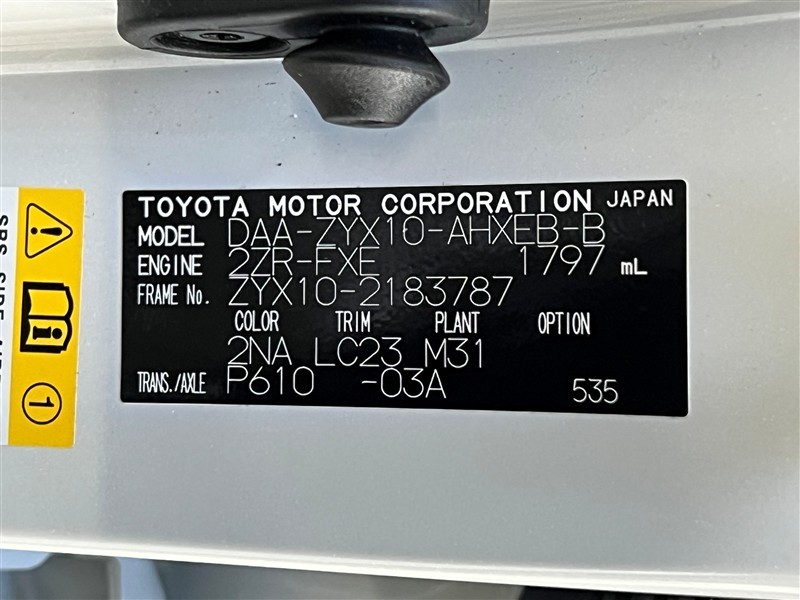 TOYOTA MOTOR CORPORATION JAPAN
MODEL DAA-ZYX10-AHXEB-B
ENGINE 2ZR-FXE 1797 mL
FRAME No. ZYX10-2183787
COLOR TRIM PLANT OPTION
2NA LC23 M31
TRANS./AXLE P610 -03A 535
1